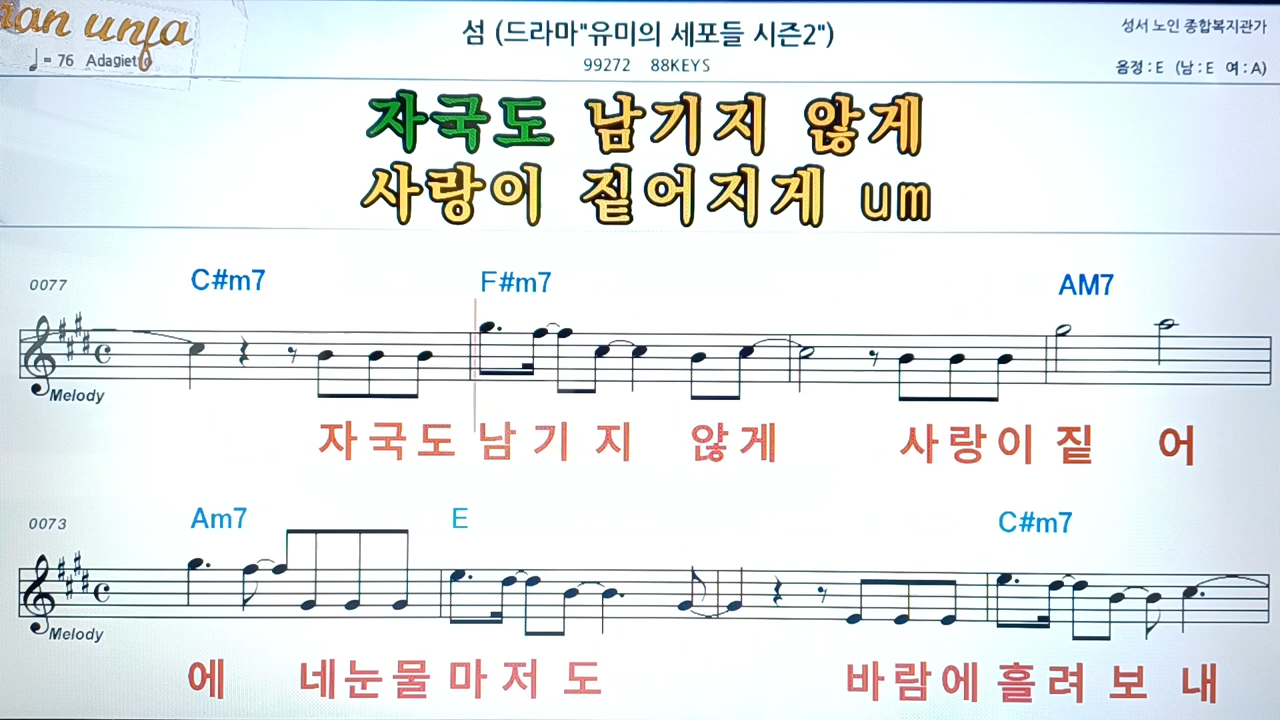 섬 (드라마"유미의 세포들 시즌2")
성서 노인 종합복지관가
♩= 76 Adagietto
99272 88KEYS
음정:E (남:E 여:A)
자국도 남기지 않게
사랑이 짙어지게 um
0077 C#m7 F#m7 AM7
Melody
자국도 남기지 않게 사랑이 짙 어
0073 Am7 E C#m7
Melody
에 네눈물 마저 도 바람에 흘려 보 내